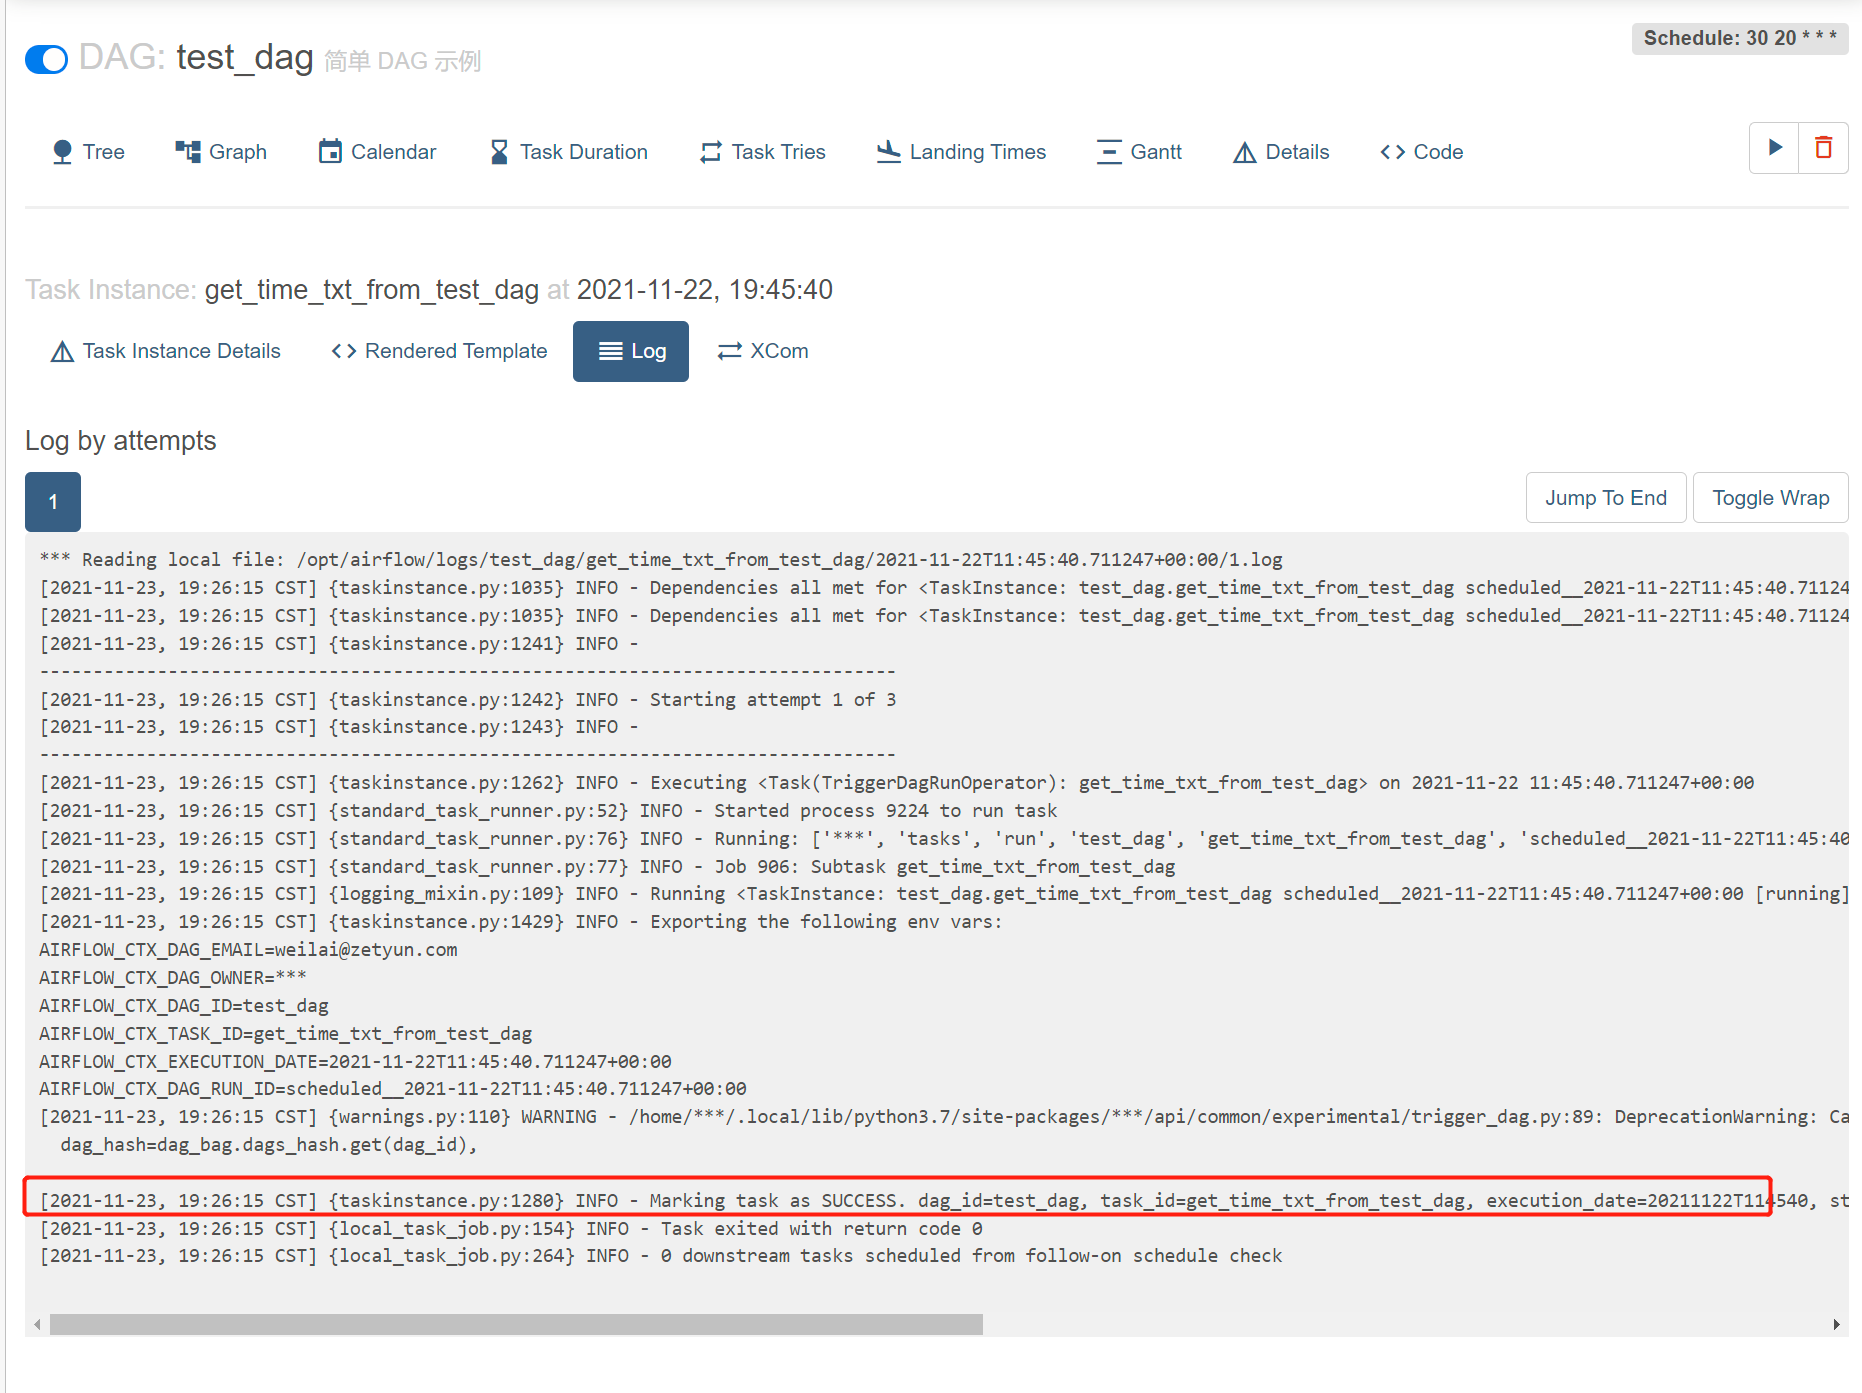 DAG: test_dag 简单 DAG 示例
Schedule: 30 20 * * *
Tree Graph Calendar Task Duration Task Tries Landing Times Gantt Details Code
Task Instance: get_time_txt_from_test_dag at 2021-11-22, 19:45:40
Task Instance Details Rendered Template Log XCom
Log by attempts
1
Jump To End Toggle Wrap
*** Reading local file: /opt/airflow/logs/test_dag/get_time_txt_from_test_dag/2021-11-22T11:45:40.711247+00:00/1.log
[2021-11-23, 19:26:15 CST] {taskinstance.py:1035} INFO - Dependencies all met for <TaskInstance: test_dag.get_time_txt_from_test_dag scheduled__2021-11-22T11:45:40.71124
[2021-11-23, 19:26:15 CST] {taskinstance.py:1035} INFO - Dependencies all met for <TaskInstance: test_dag.get_time_txt_from_test_dag scheduled__2021-11-22T11:45:40.71124
[2021-11-23, 19:26:15 CST] {taskinstance.py:1241} INFO -
--------------------------------------------------------------------------------
[2021-11-23, 19:26:15 CST] {taskinstance.py:1242} INFO - Starting attempt 1 of 3
[2021-11-23, 19:26:15 CST] {taskinstance.py:1243} INFO -
--------------------------------------------------------------------------------
[2021-11-23, 19:26:15 CST] {taskinstance.py:1262} INFO - Executing <Task(TriggerDagRunOperator): get_time_txt_from_test_dag> on 2021-11-22 11:45:40.711247+00:00
[2021-11-23, 19:26:15 CST] {standard_task_runner.py:52} INFO - Started process 9224 to run task
[2021-11-23, 19:26:15 CST] {standard_task_runner.py:76} INFO - Running: ['***', 'tasks', 'run', 'test_dag', 'get_time_txt_from_test_dag', 'scheduled__2021-11-22T11:45:40
[2021-11-23, 19:26:15 CST] {standard_task_runner.py:77} INFO - Job 906: Subtask get_time_txt_from_test_dag
[2021-11-23, 19:26:15 CST] {logging_mixin.py:109} INFO - Running <TaskInstance: test_dag.get_time_txt_from_test_dag scheduled__2021-11-22T11:45:40.711247+00:00 [running]
[2021-11-23, 19:26:15 CST] {taskinstance.py:1429} INFO - Exporting the following env vars:
AIRFLOW_CTX_DAG_EMAIL=weilai@zetyun.com
AIRFLOW_CTX_DAG_OWNER=***
AIRFLOW_CTX_DAG_ID=test_dag
AIRFLOW_CTX_TASK_ID=get_time_txt_from_test_dag
AIRFLOW_CTX_EXECUTION_DATE=2021-11-22T11:45:40.711247+00:00
AIRFLOW_CTX_DAG_RUN_ID=scheduled__2021-11-22T11:45:40.711247+00:00
[2021-11-23, 19:26:15 CST] {warnings.py:110} WARNING - /home/***/.local/lib/python3.7/site-packages/***/api/common/experimental/trigger_dag.py:89: DeprecationWarning: Ca
dag_hash=dag_bag.dags_hash.get(dag_id),
[2021-11-23, 19:26:15 CST] {taskinstance.py:1280} INFO - Marking task as SUCCESS. dag_id=test_dag, task_id=get_time_txt_from_test_dag, execution_date=20211122T114540, st
[2021-11-23, 19:26:15 CST] {local_task_job.py:154} INFO - Task exited with return code 0
[2021-11-23, 19:26:15 CST] {local_task_job.py:264} INFO - 0 downstream tasks scheduled from follow-on schedule check